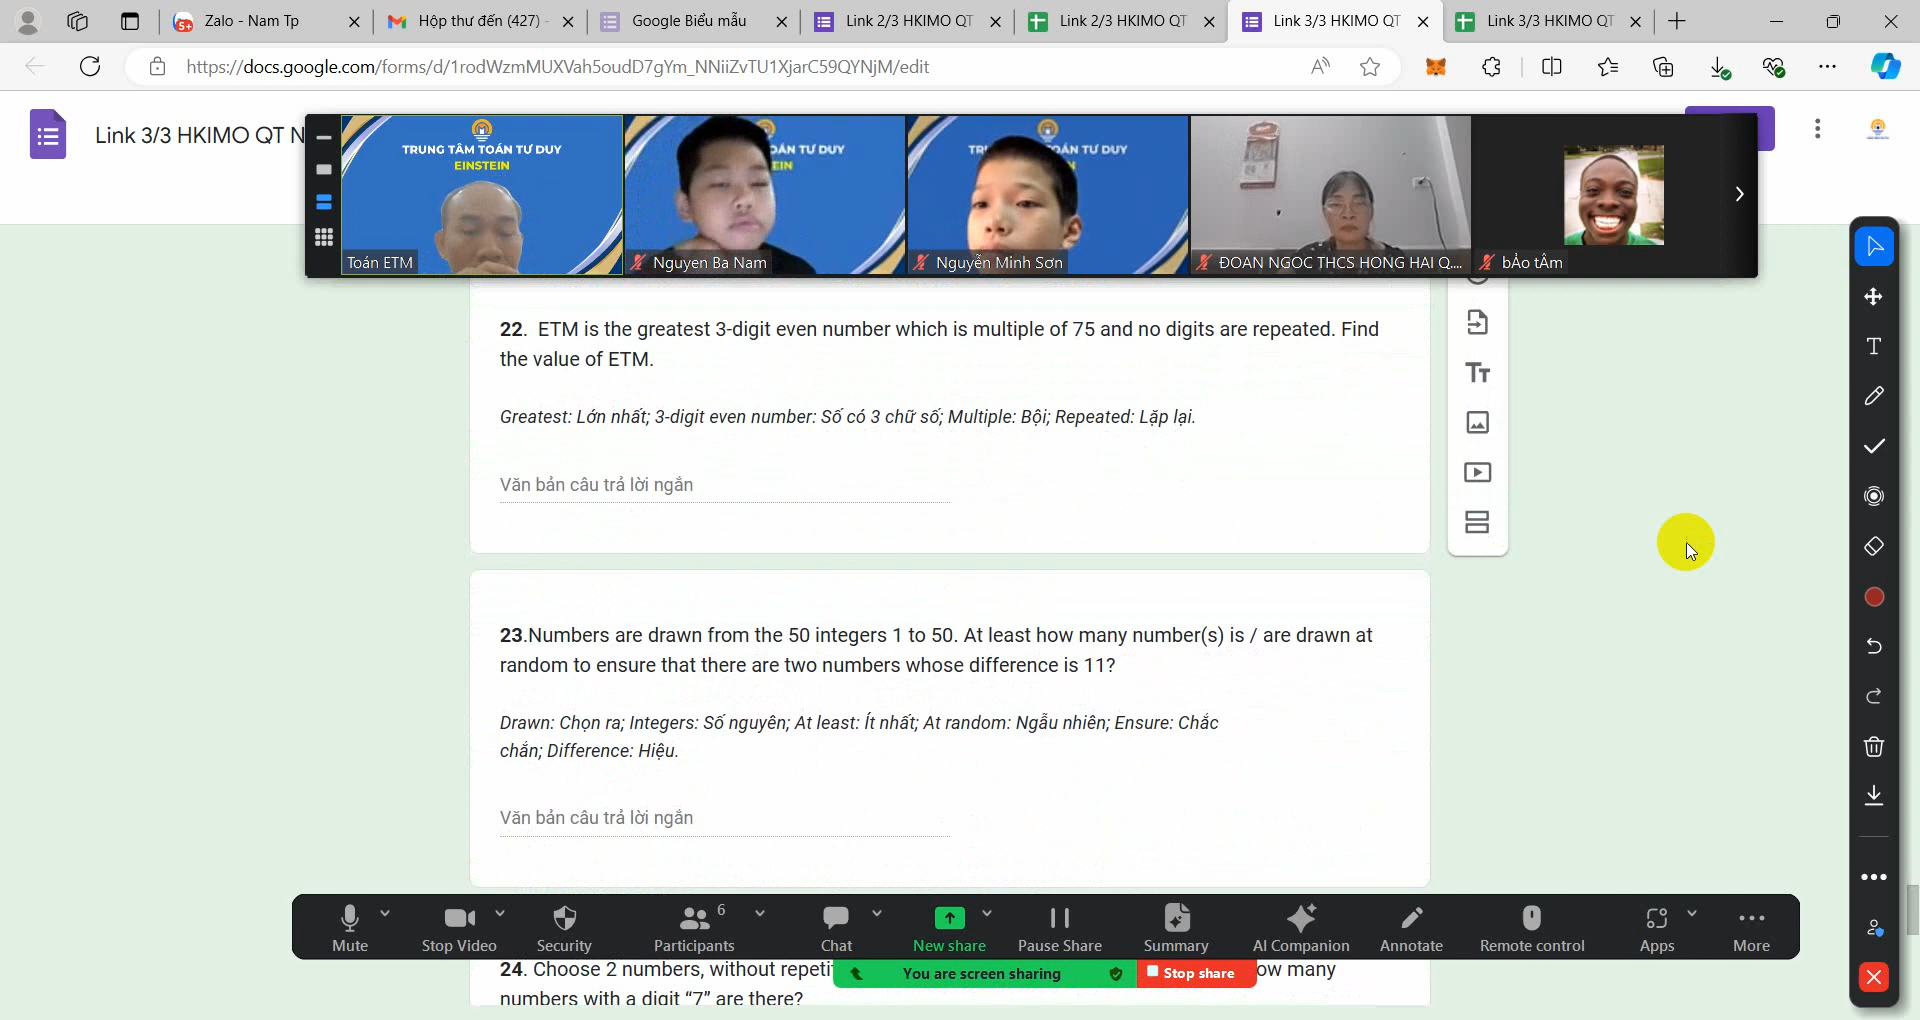 Zalo - Nam Tp
Hộp thư đến (427) -
Google Biểu mẫu
Link 2/3 HKIMO QT
Link 2/3 HKIMO QT
Link 3/3 HKIMO QT
Link 3/3 HKIMO QT
https://docs.google.com/forms/d/1rodWzmMUXVah5oudD7gYm_NNiiZvTU1XjarC59QYNjM/edit
Link 3/3 HKIMO QT N
TRUNG TÂM TOÁN TƯ DUY
EINSTEIN
Toán ETM
Nguyen Ba Nam
Nguyễn Minh Sơn
ĐOAN NGOC THCS HONG HAI Q....
bẢo tÂm
22. ETM is the greatest 3-digit even number which is multiple of 75 and no digits are repeated. Find
the value of ETM.
Greatest: Lớn nhất; 3-digit even number: Số có 3 chữ số; Multiple: Bội; Repeated: Lặp lại.
Văn bản câu trả lời ngắn
23.Numbers are drawn from the 50 integers 1 to 50. At least how many number(s) is / are drawn at
random to ensure that there are two numbers whose difference is 11?
Drawn: Chọn ra; Integers: Số nguyên; At least: Ít nhất; At random: Ngẫu nhiên; Ensure: Chắc
chắn; Difference: Hiệu.
Văn bản câu trả lời ngắn
Mute
Stop Video
Security
Participants
6
Chat
New share
Pause Share
Summary
AI Companion
Annotate
Remote control
Apps
More
You are screen sharing
Stop share
24. Choose 2 numbers, without repeti
ow many
numbers with a digit “7” are there?